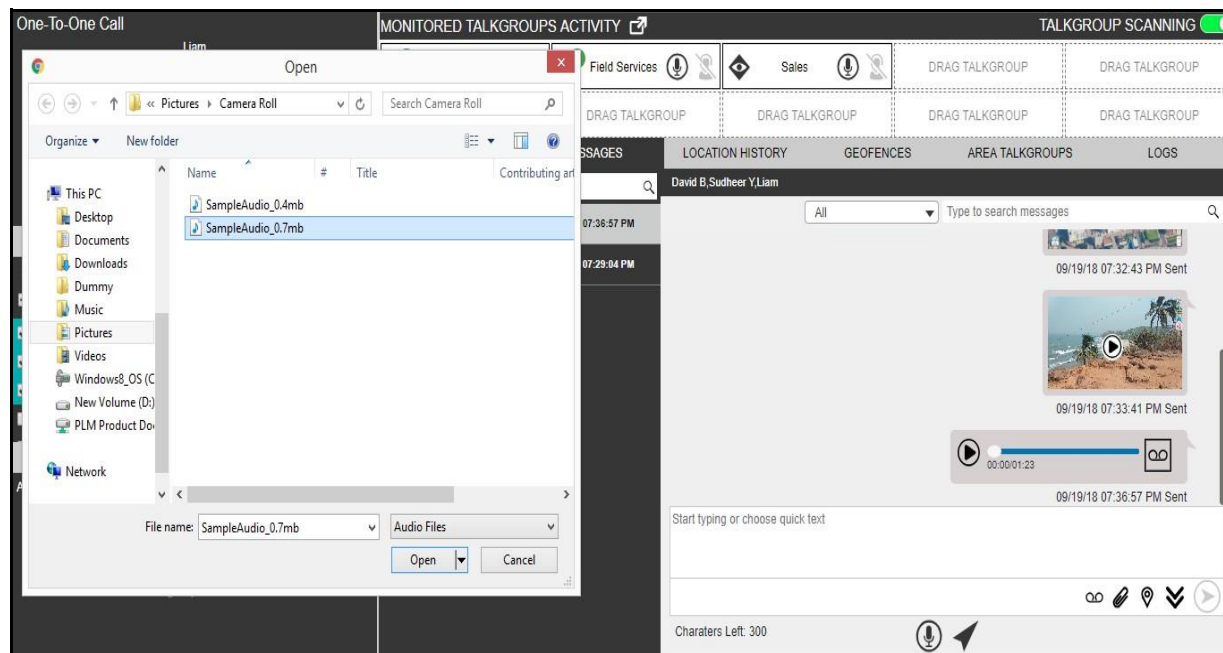 One-To-One Call
MONITORED TALKGROUPS ACTIVITY
TALKGROUP SCANNING
Liam
Open
x
« Pictures Camera Roll
Search Camera Roll
Organize
New folder
Name
#
Title
Contributing art
This PC
Desktop
Documents
Downloads
Dummy
Music
Pictures
Videos
Windows8_OS (C
New Volume (D:)
PLM Product Do
Network
SampleAudio_0.4mb
SampleAudio_0.7mb
File name: SampleAudio_0.7mb
Audio Files
Open
Cancel
Field Services
Sales
DRAG TALKGROUP
DRAG TALKGROUP
DRAG TALKGROUP
DRAG TALKGROUP
DRAG TALKGROUP
DRAG TALKGROUP
SSAGES
LOCATION HISTORY
GEOFENCES
AREA TALKGROUPS
LOGS
07:36:57 PM
07:29:04 PM
David B,Sudheer Y,Liam
All
Type to search messages
09/19/18 07:32:43 PM Sent
09/19/18 07:33:41 PM Sent
00:00/01:23
09/19/18 07:36:57 PM Sent
Start typing or choose quick text
Charaters Left: 300